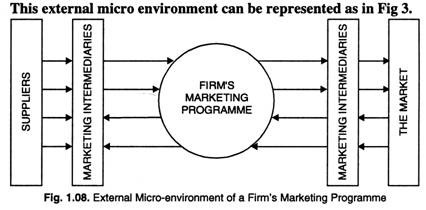 This external micro environment can be represented as in Fig 3.
SUPPLIERS
MARKETING INTERMEDIARIES
FIRM'S
MARKETING
PROGRAMME
MARKETING INTERMEDIARIES
THE MARKET
Fig. 1.08. External Micro-environment of a Firm's Marketing Programme